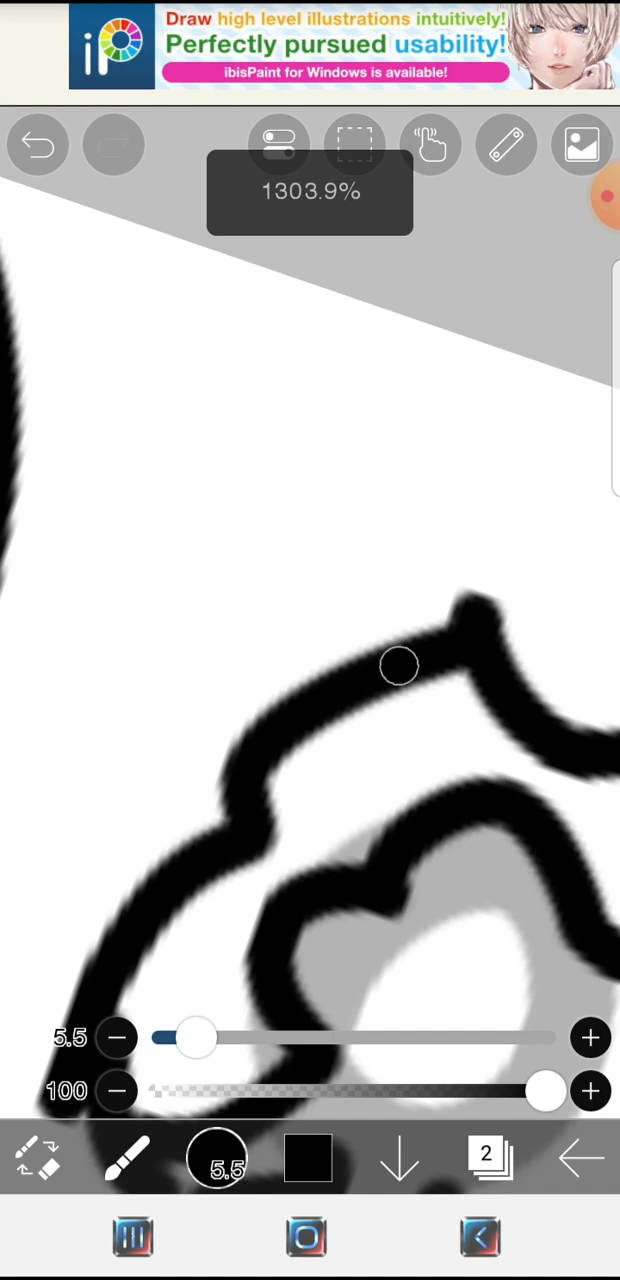 iP
Draw high level illustrations intuitively!
Perfectly pursued usability!
ibisPaint for Windows is available!
1303.9%
5.5
100
5.5
2